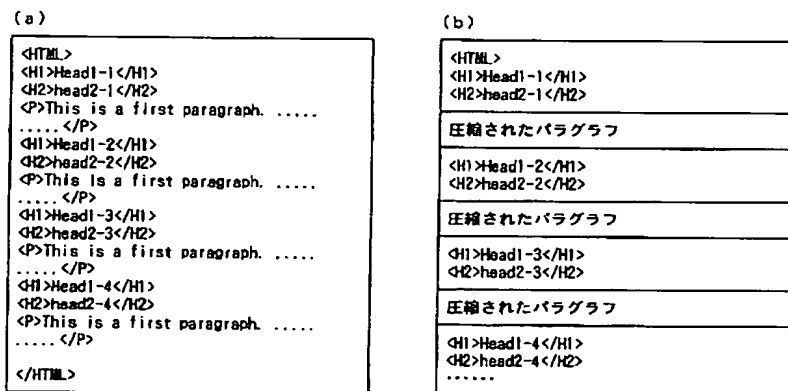 (a)
<HTML>
<H1>Head1-1</H1>
<H2>head2-1</H2>
<P>This is a first paragraph. .....
.....</P>
<H1>Head1-2</H1>
<H2>head2-2</H2>
<P>This is a first paragraph. .....
.....</P>
<H1>Head1-3</H1>
<H2>head2-3</H2>
<P>This is a first paragraph. .....
.....</P>
<H1>Head1-4</H1>
<H2>head2-4</H2>
<P>This is a first paragraph. .....
.....</P>
</HTML>
(b)
<HTML>
<H1>Head1-1</H1>
<H2>head2-1</H2>
圧縮されたパラグラフ
<H1>Head1-2</H1>
<H2>head2-2</H2>
圧縮されたパラグラフ
<H1>Head1-3</H1>
<H2>head2-3</H2>
圧縮されたパラグラフ
<H1>Head1-4</H1>
<H2>head2-4</H2>
......